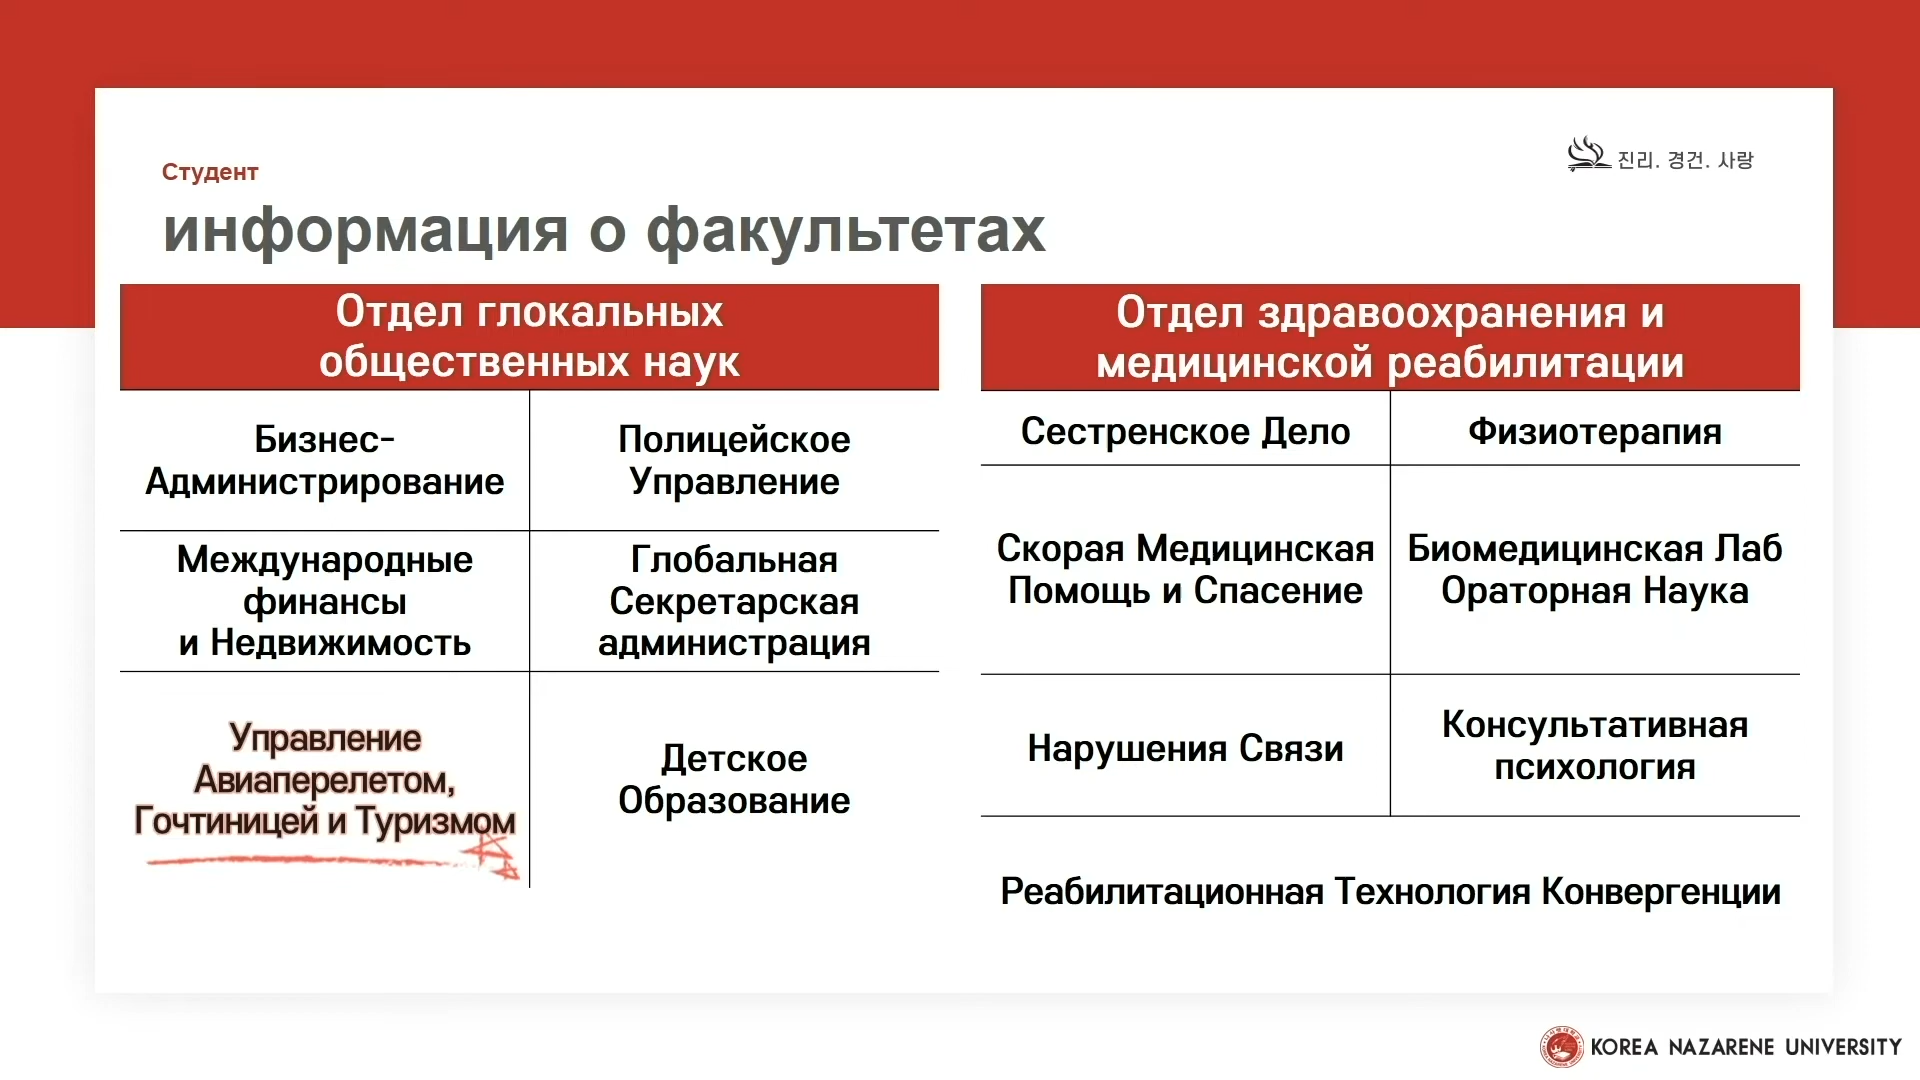 Студент
진리. 경건. 사랑
информация о факультетах
Отдел глокальных
общественных наук
Бизнес-
Администрирование
Полицейское
Управление
Международные
финансы
и Недвижимость
Глобальная
Секретарская
администрация
Управление
Авиаперелетом,
Гочтиницей и Туризмом
Детское
Образование
Отдел здравоохранения и
медицинской реабилитации
Сестренское Дело
Физиотерапия
Скорая Медицинская
Помощь и Спасение
Биомедицинская Лаб
Ораторная Наука
Нарушения Связи
Консультативная
психология
Реабилитационная Технология Конвергенции
KOREA NAZARENE UNIVERSITY